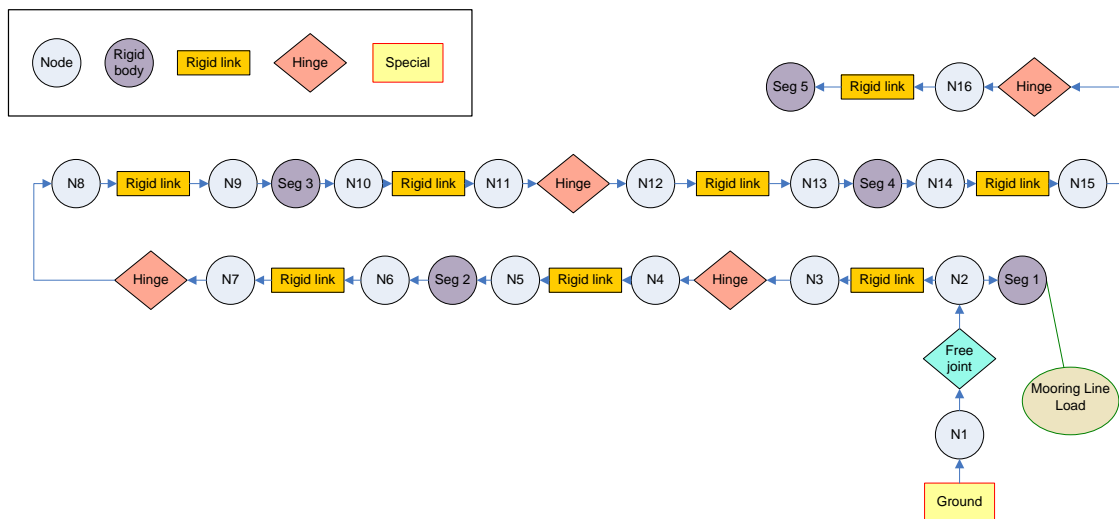 Node
Rigid
body
Rigid link
Hinge
Special
Seg 5
Rigid link
N16
Hinge
N8
Rigid link
N9
Seg 3
N10
Rigid link
N11
Hinge
N12
Rigid link
N13
Seg 4
N14
Rigid link
N15
Hinge
N7
Rigid link
N6
Seg 2
N5
Rigid link
N4
Hinge
N3
Rigid link
N2
Seg 1
Free
joint
Mooring Line
Load
N1
Ground